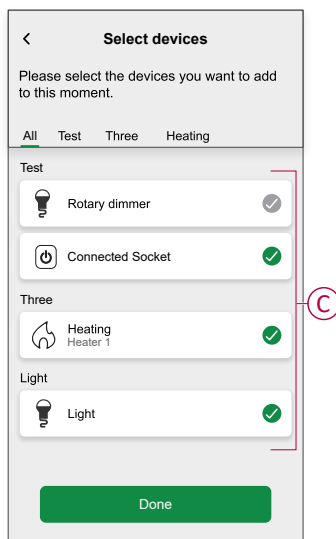 Select devices
Please select the devices you want to add
to this moment.
All Test Three Heating
Test
Rotary dimmer
Connected Socket
Three
Heating
Heater 1
C
Light
Light
Done